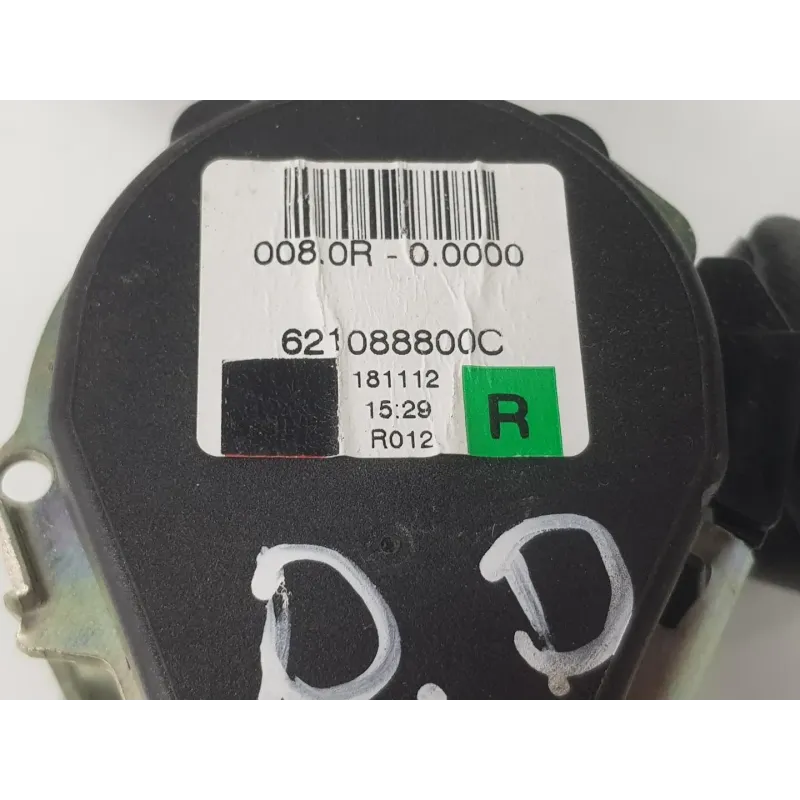 008.0R - 0.0000
621088800C
181112
15:29
R012
R
D.D